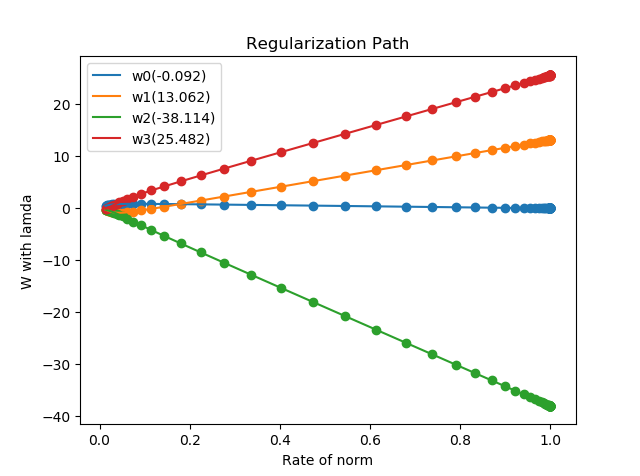 Regularization Path
w0(-0.092)
w1(13.062)
w2(-38.114)
w3(25.482)
20
10
0
−10
−20
−30
−40
W with lamda
0.0 0.2 0.4 0.6 0.8 1.0
Rate of norm